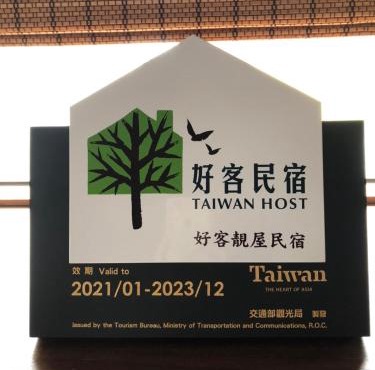 好客民宿
TAIWAN HOST
好客靚屋民宿
效期 Valid to
2021/01-2023/12
Taiwan
THE HEART OF ASIA
交通部觀光局 製發
Issued by the Tourism Bureau, Ministry of Transportation and Communications, R.O.C.